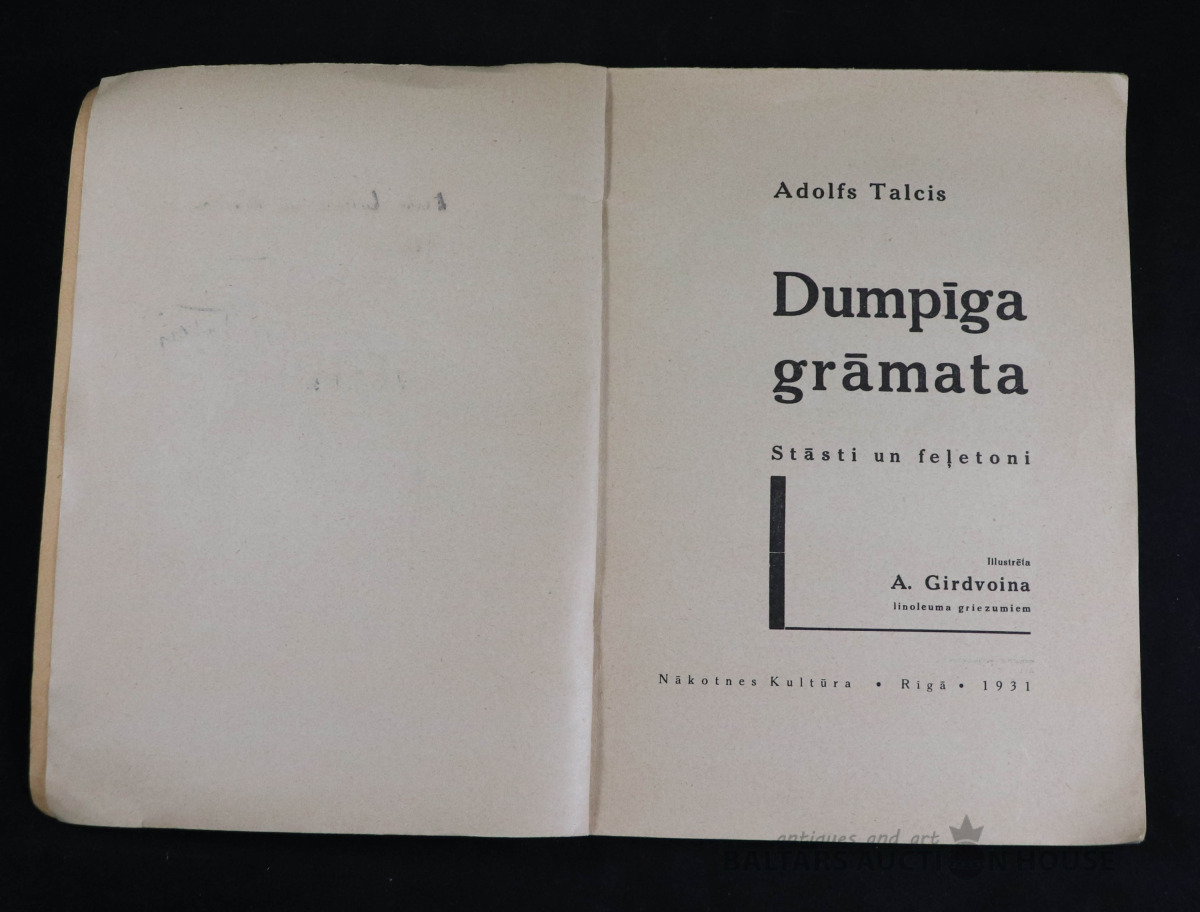 Adolfs Talcis
Dumpīga
grāmata
Stāsti un feļetoni
Illustrēta
A. Girdvoina
linoleuma griezumiem
Nākotnes Kultūra • Rīgā • 1931
antiques and art
BALTARS AUCTION HOUSE